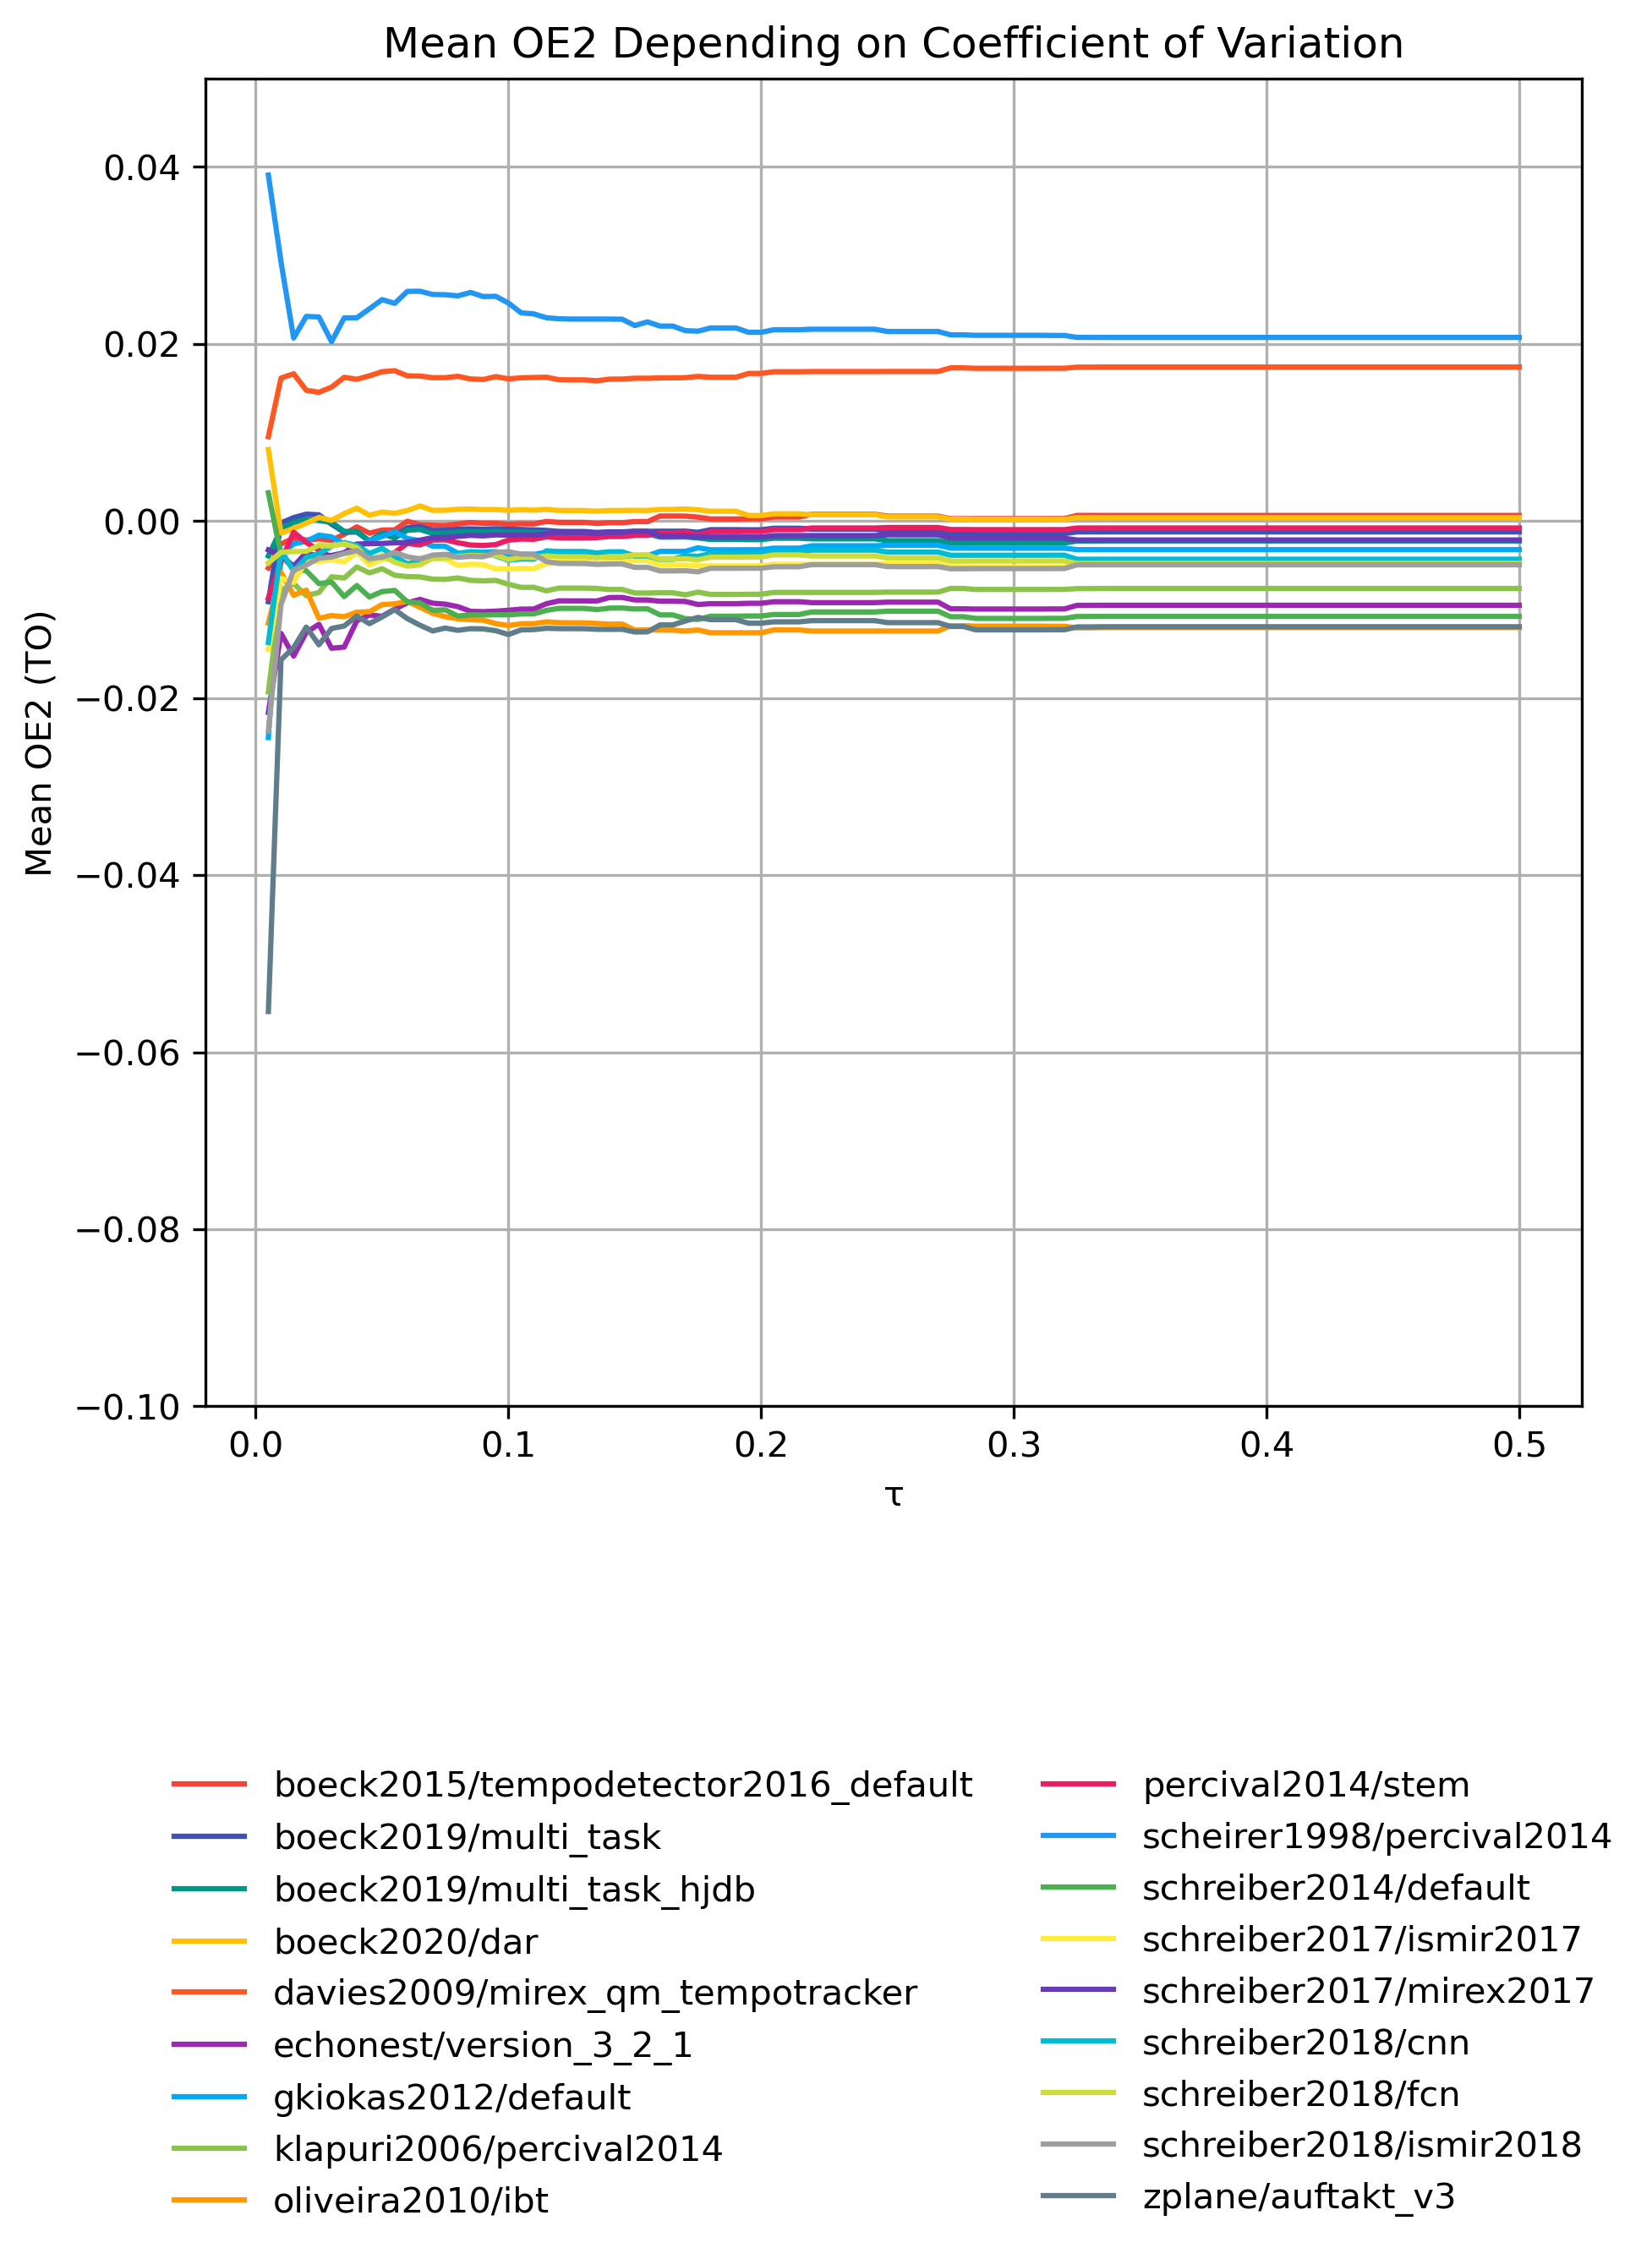 Mean OE2 Depending on Coefficient of Variation
Mean OE2 (TO)
0.04
0.02
0.00
−0.02
−0.04
−0.06
−0.08
−0.10
0.0 0.1 0.2 0.3 0.4 0.5
τ
boeck2015/tempodetector2016_default
boeck2019/multi_task
boeck2019/multi_task_hjdb
boeck2020/dar
davies2009/mirex_qm_tempotracker
echonest/version_3_2_1
gkiokas2012/default
klapuri2006/percival2014
oliveira2010/ibt
percival2014/stem
scheirer1998/percival2014
schreiber2014/default
schreiber2017/ismir2017
schreiber2017/mirex2017
schreiber2018/cnn
schreiber2018/fcn
schreiber2018/ismir2018
zplane/auftakt_v3